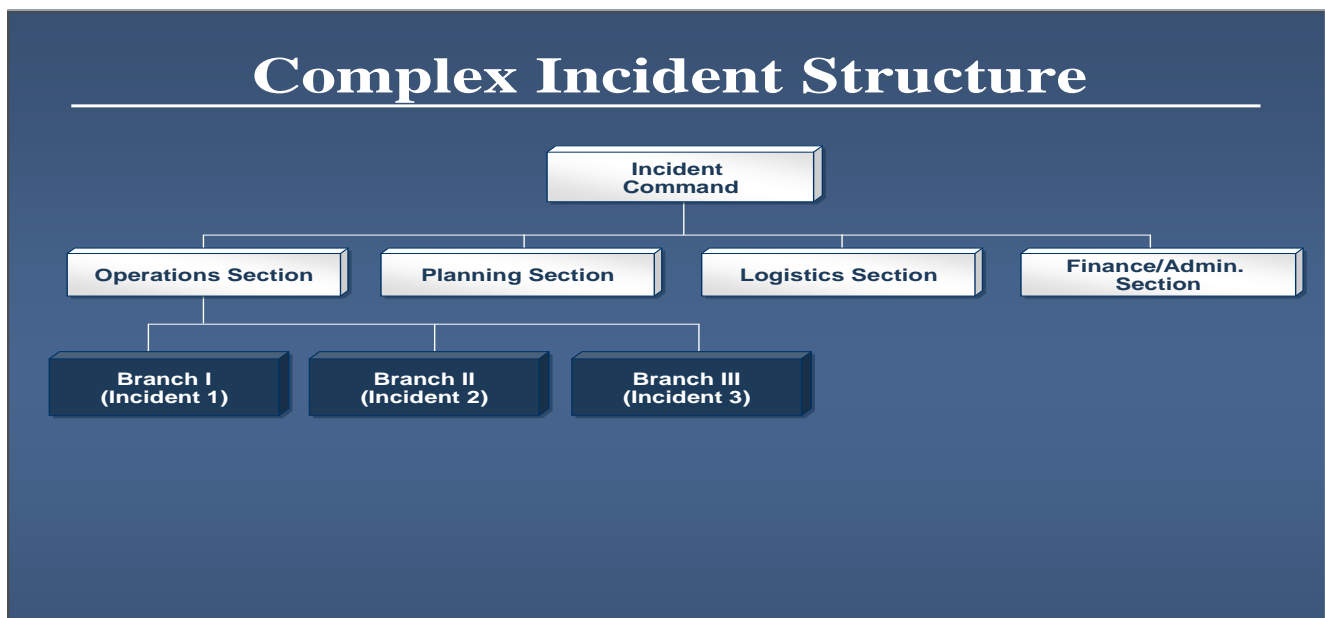 Complex Incident Structure
Incident
Command
Operations Section
Planning Section
Logistics Section
Finance/Admin.
Section
Branch I
(Incident 1)
Branch II
(Incident 2)
Branch III
(Incident 3)